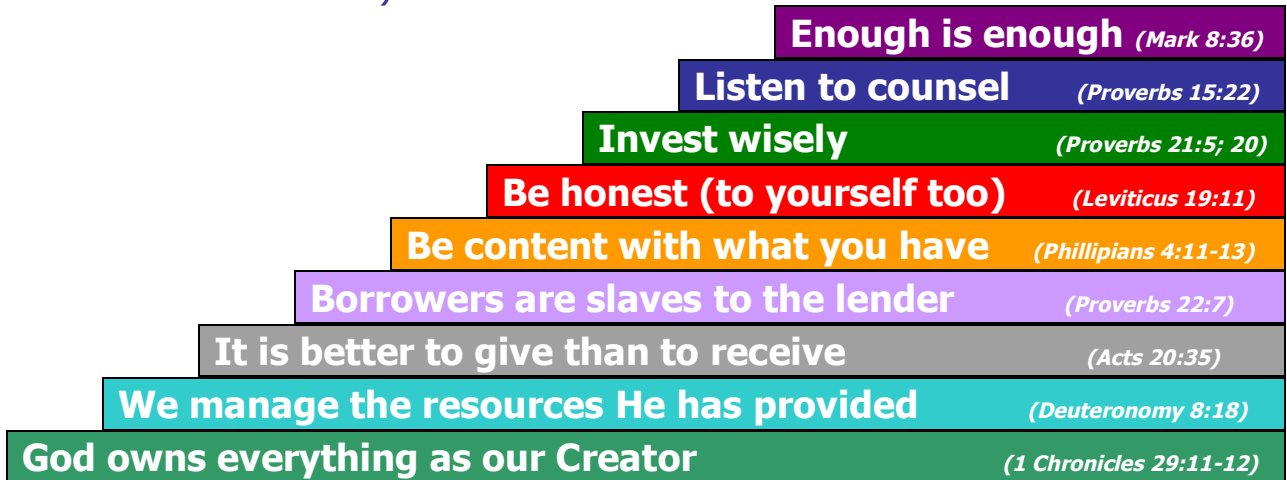 Enough is enough (Mark 8:36)
Listen to counsel (Proverbs 15:22)
Invest wisely (Proverbs 21:5; 20)
Be honest (to yourself too) (Leviticus 19:11)
Be content with what you have (Phillipians 4:11-13)
Borrowers are slaves to the lender (Proverbs 22:7)
It is better to give than to receive (Acts 20:35)
We manage the resources He has provided (Deuteronomy 8:18)
God owns everything as our Creator (1 Chronicles 29:11-12)